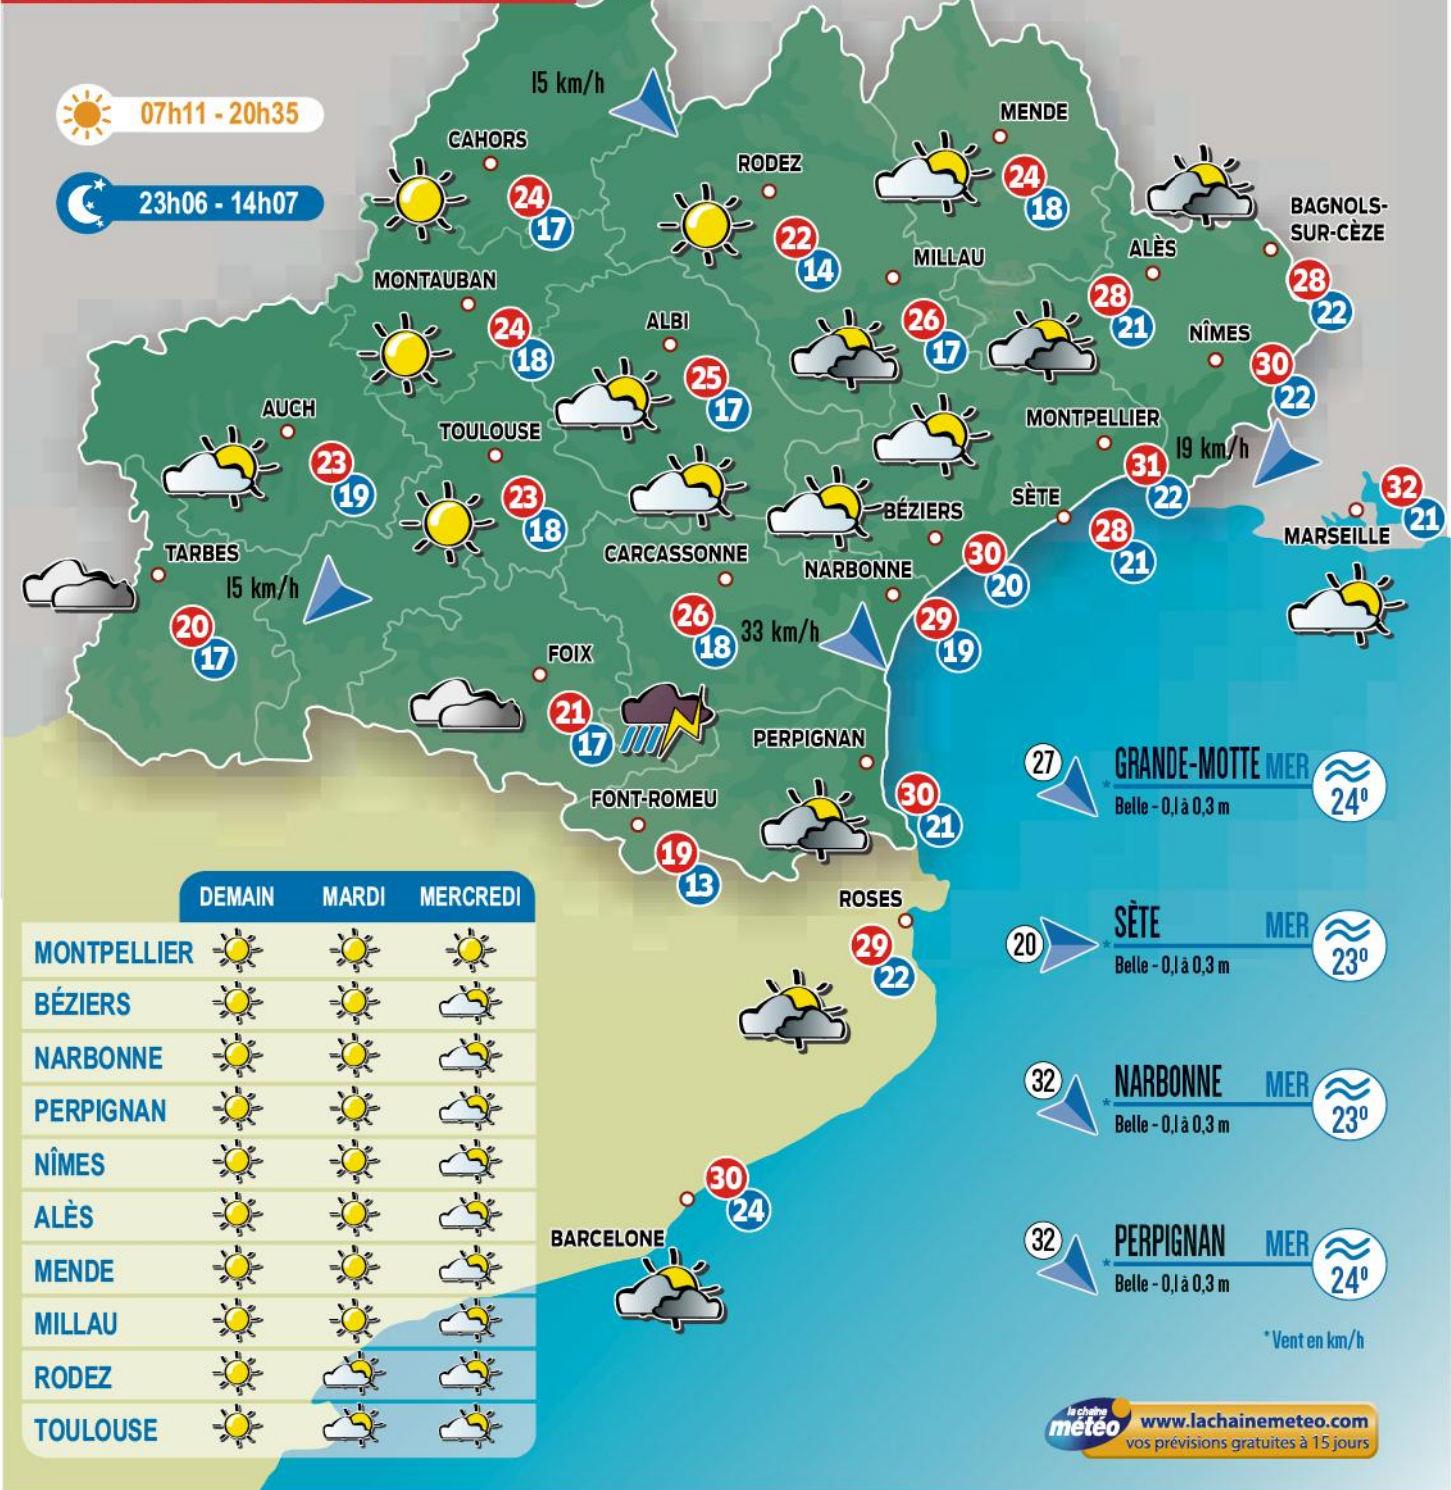 07h11 - 20h35
23h06 - 14h07
15 km/h
CAHORS
24
17
RODEZ
22
14
MENDE
24
18
BAGNOLS-
SUR-CÈZE
28
22
MONTAUBAN
24
18
ALBI
25
17
MILLAU
26
17
ALÈS
28
21
NÎMES
30
22
AUCH
23
19
TOULOUSE
23
18
MONTPELLIER
31
22
19 km/h
SÈTE
28
21
BÉZIERS
30
20
32
21
MARSEILLE
TARBES
20
17
15 km/h
CARCASSONNE
26
18
NARBONNE
29
19
33 km/h
FOIX
21
17
PERPIGNAN
30
21
FONT-ROMEU
19
13
ROSES
29
22
30
24
BARCELONE
27
* GRANDE-MOTTE MER
Belle - 0,1 à 0,3 m
24°
20
* SÈTE MER
Belle - 0,1 à 0,3 m
23°
32
* NARBONNE MER
Belle - 0,1 à 0,3 m
23°
32
* PERPIGNAN MER
Belle - 0,1 à 0,3 m
24°
* Vent en km/h
DEMAIN MARDI MERCREDI
MONTPELLIER
BÉZIERS
NARBONNE
PERPIGNAN
NÎMES
ALÈS
MENDE
MILLAU
RODEZ
TOULOUSE
la chaîne
météo
www.lachainemeteo.com
vos prévisions gratuites à 15 jours